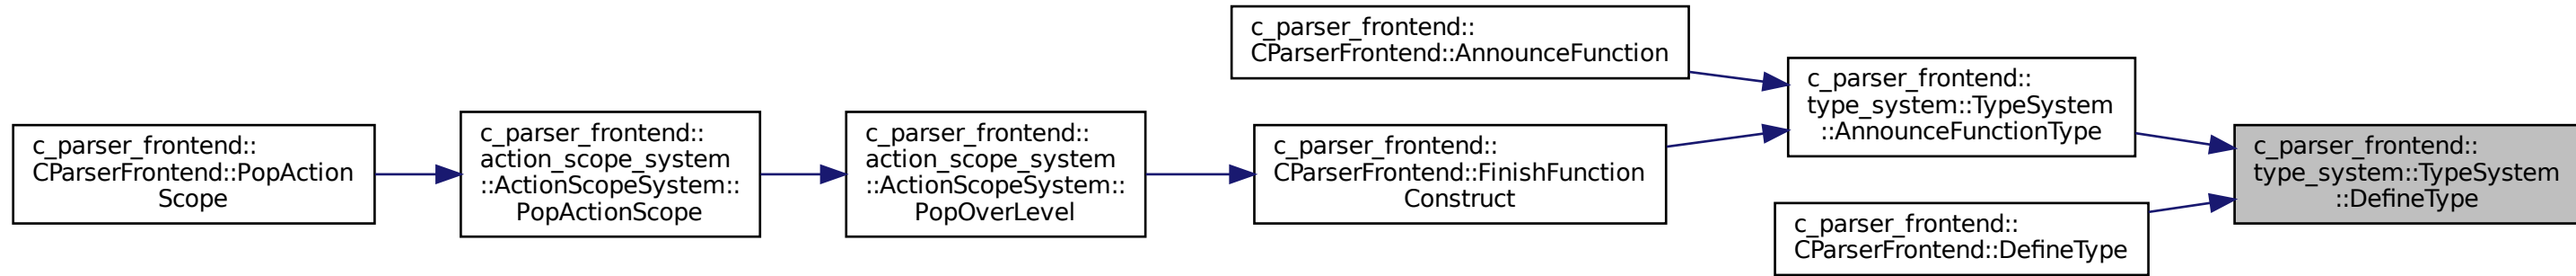 c_parser_frontend::
CParserFrontend::PopAction
Scope
c_parser_frontend::
action_scope_system
::ActionScopeSystem::
PopActionScope
c_parser_frontend::
action_scope_system
::ActionScopeSystem::
PopOverLevel
c_parser_frontend::
CParserFrontend::AnnounceFunction
c_parser_frontend::
CParserFrontend::FinishFunction
Construct
c_parser_frontend::
type_system::TypeSystem
::AnnounceFunctionType
c_parser_frontend::
CParserFrontend::DefineType
c_parser_frontend::
type_system::TypeSystem
::DefineType